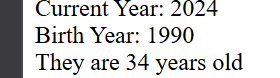 Current Year: 2024
Birth Year: 1990
They are 34 years old